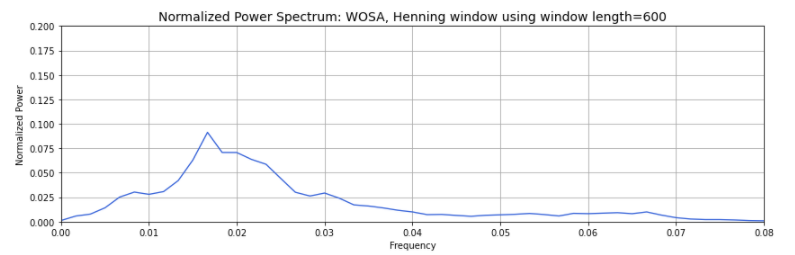 Normalized Power Spectrum: WOSA, Henning window using window length=600
0.200
0.175
0.150
0.125
0.100
0.075
0.050
0.025
0.000
Normalized Power
0.00 0.01 0.02 0.03 0.04 0.05 0.06 0.07 0.08
Frequency